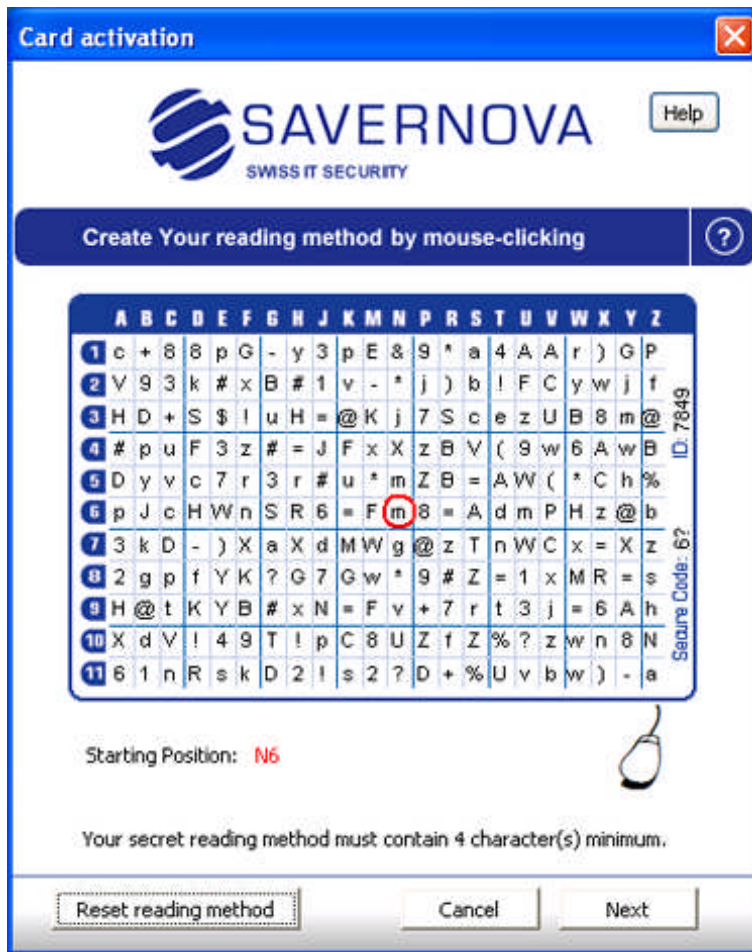 Card activation
SAVERNOVA
SWISS IT SECURITY
Help
Create Your reading method by mouse-clicking
?
A B C D E F G H J K M N P R S T U V W X Y Z
1 c + 8 8 p G - y 3 p E & 9 * a 4 A A r ) G P
2 V 9 3 k # x B # 1 v - * j ) b ! F C y w j f
3 H D + S $ ! u H = @ K j 7 S c e z U B 8 m @
4 # p u F 3 z # = J F x X z B V ( 9 w 6 A w B
5 D y v c 7 r 3 r # u * m Z B = A W ( * C h %
6 p J c H W n S R 6 = F m 8 = A d m P H z @ b
7 3 k D - ) X a X d M W g @ z T n W C x = X z
8 2 g p f Y K ? G 7 G w * 9 # Z = 1 x M R = s
9 H @ t K Y B # x N = F v + 7 r t 3 j = 6 A h
10 X d V ! 4 9 T ! p C 8 U Z f Z % ? z w n 8 N
11 6 1 n R s k D 2 ! s 2 ? D + % U v b w ) - a
ID: 7849
Secure Code: 6?
Starting Position: N6
Your secret reading method must contain 4 character(s) minimum.
Reset reading method
Cancel
Next